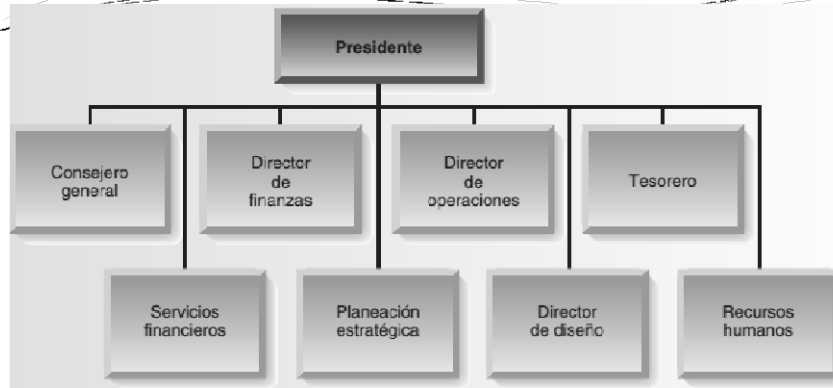 Presidente
Consejero
general
Director
de
finanzas
Director
de
operaciones
Tesorero
Servicios
financieros
Planeación
estratégica
Director
de diseño
Recursos
humanos